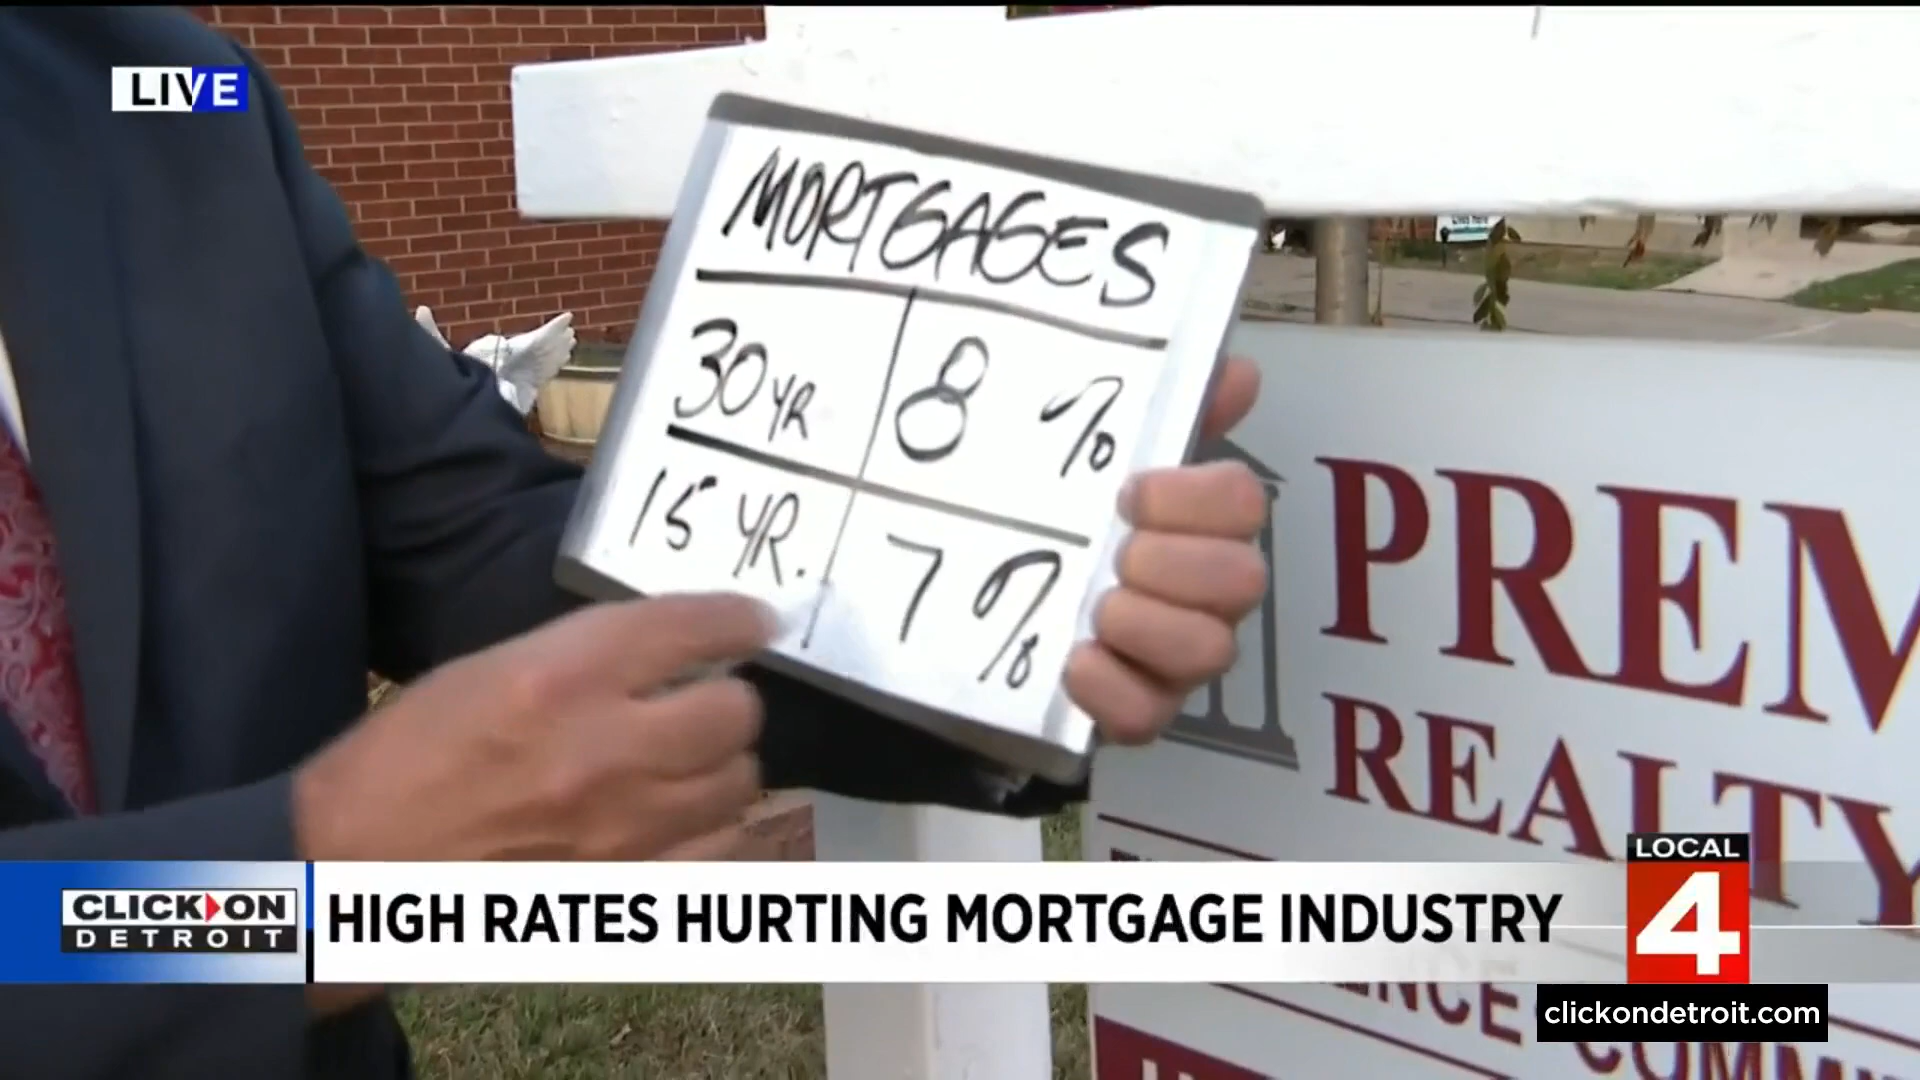 LIVE
MORTGAGES
30 YR 8 %
15 YR. 7 %
PREM
REALTY
LOCAL
4
CLICK ON
DETROIT
HIGH RATES HURTING MORTGAGE INDUSTRY
clickondetroit.com